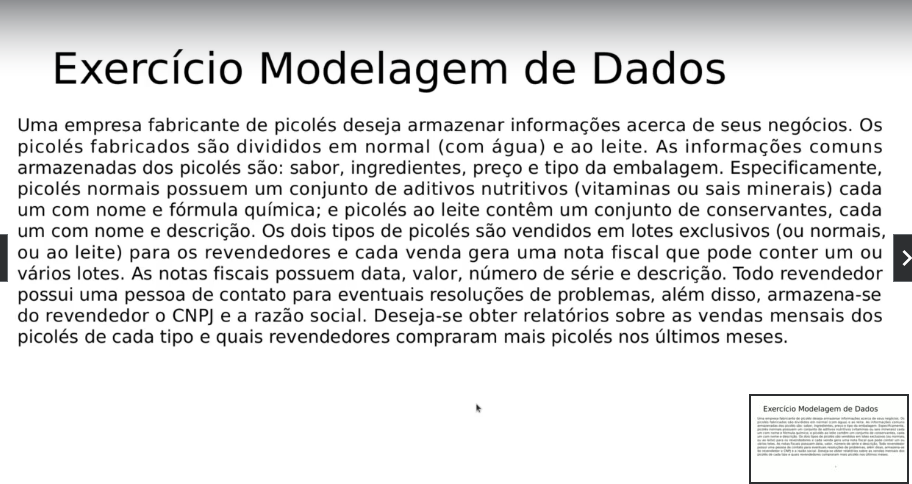 Exercício Modelagem de Dados
Uma empresa fabricante de picolés deseja armazenar informações acerca de seus negócios. Os
picolés fabricados são divididos em normal (com água) e ao leite. As informações comuns
armazenadas dos picolés são: sabor, ingredientes, preço e tipo da embalagem. Especificamente,
picolés normais possuem um conjunto de aditivos nutritivos (vitaminas ou sais minerais) cada
um com nome e fórmula química; e picolés ao leite contêm um conjunto de conservantes, cada
um com nome e descrição. Os dois tipos de picolé são vendidos em lotes exclusivos (ou normais,
ou ao leite) para os revendedores e cada venda gera uma nota fiscal que pode conter um ou
vários lotes. As notas fiscais possuem data, valor, número de série e descrição. Todo revendedor
possui uma pessoa de contato para eventuais resoluções de problemas, além disso, armazena-se
do revendedor o CNPJ e a razão social. Deseja-se obter relatórios sobre as vendas mensais dos
picolés de cada tipo e quais revendedores compraram mais picolés nos últimos meses.
Exercício Modelagem de Dados